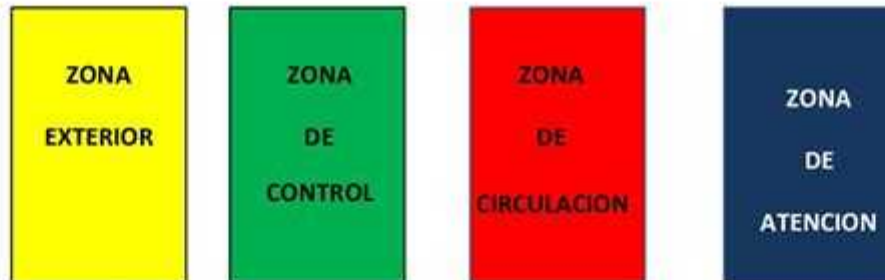 ZONA
EXTERIOR
ZONA
DE
CONTROL
ZONA
DE
CIRCULACION
ZONA
DE
ATENCION